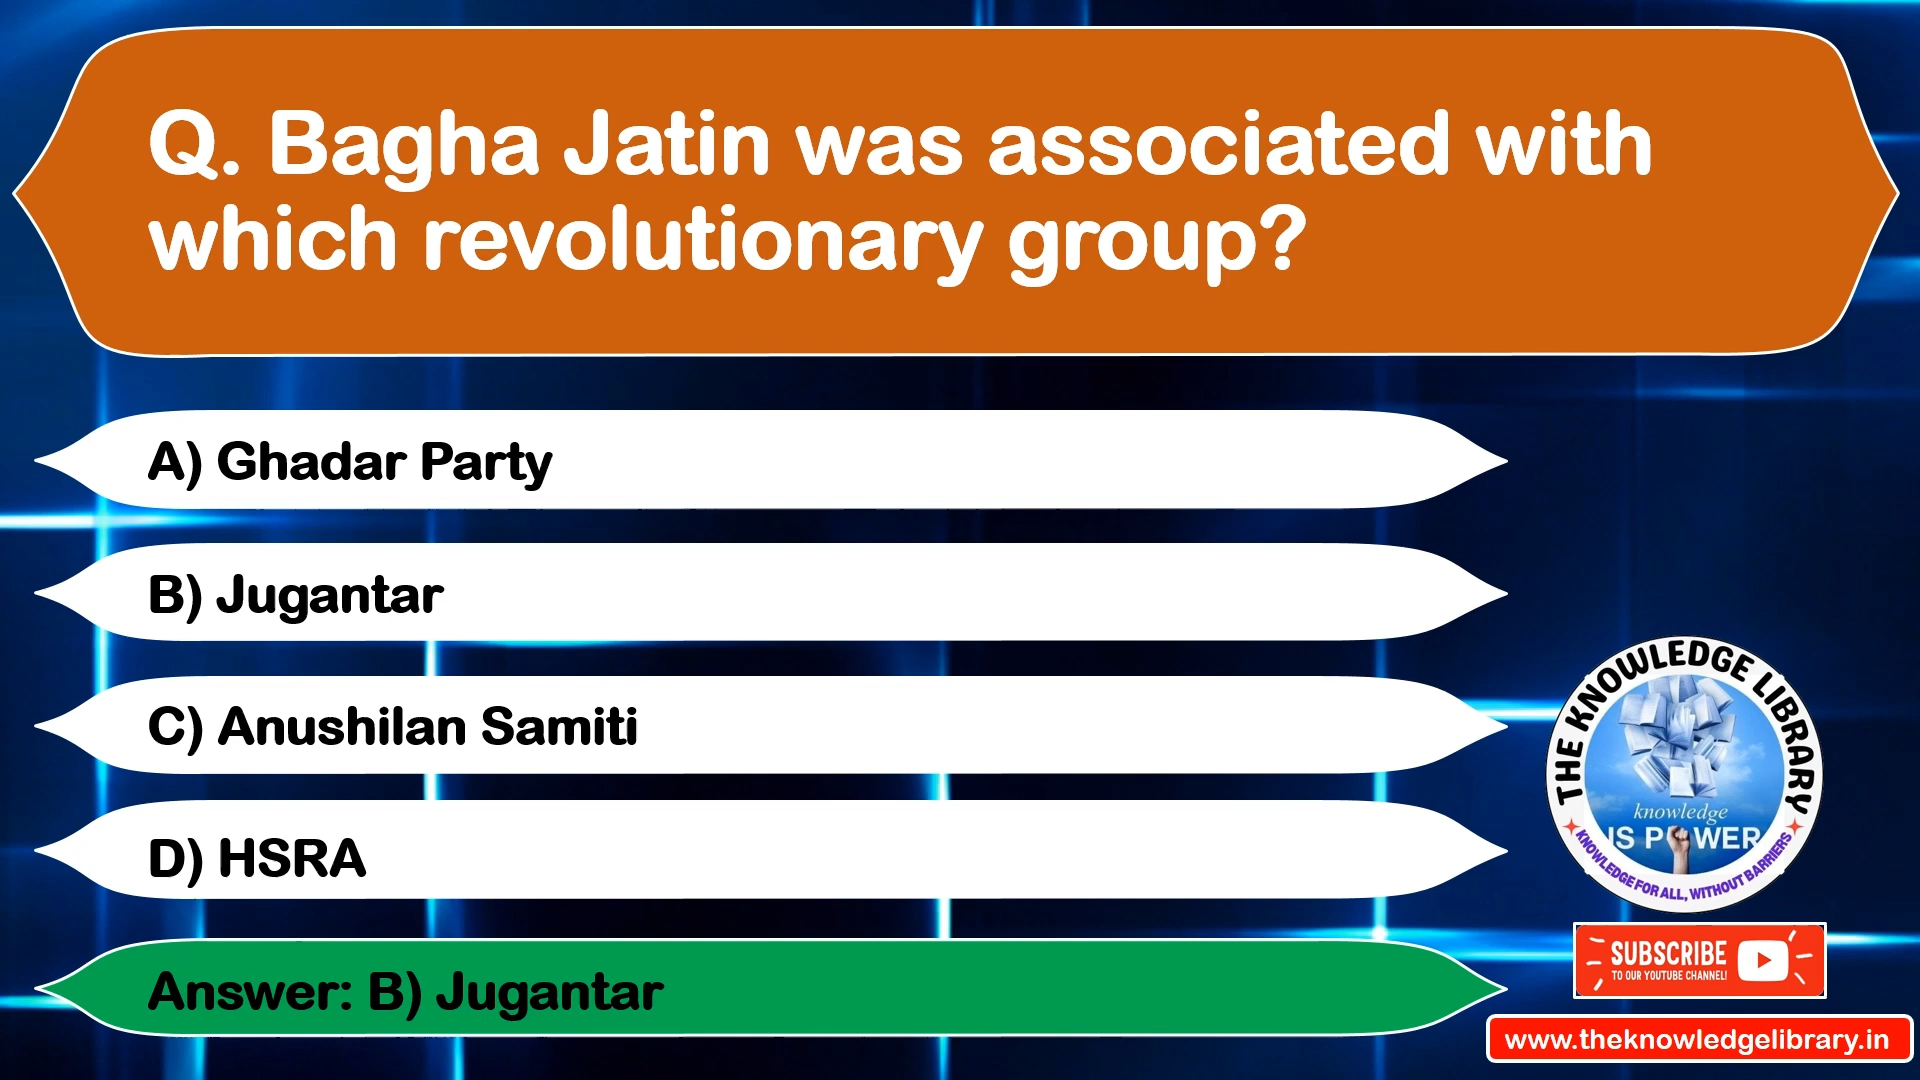 Q. Bagha Jatin was associated with
which revolutionary group?
A) Ghadar Party
B) Jugantar
C) Anushilan Samiti
D) HSRA
Answer: B) Jugantar
THE KNOWLEDGE LIBRARY
knowledge
IS POWER
KNOWLEDGE FOR ALL, WITHOUT BARRIERS
SUBSCRIBE
TO OUR YOUTUBE CHANNEL!
www.theknowledgelibrary.in